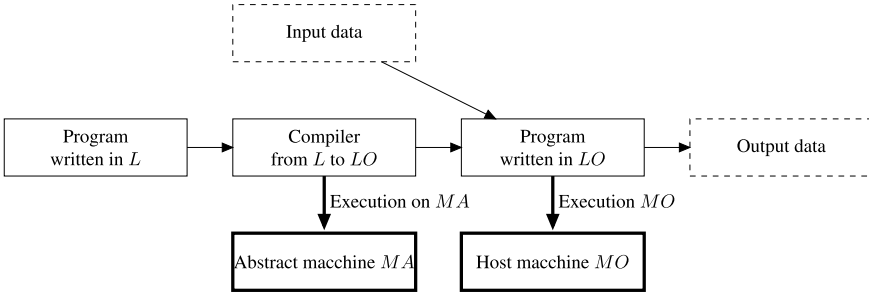 Input data
Program
written in L
Compiler
from L to LO
Program
written in LO
Output data
Execution on MA
Execution MO
Abstract macchine MA
Host macchine MO